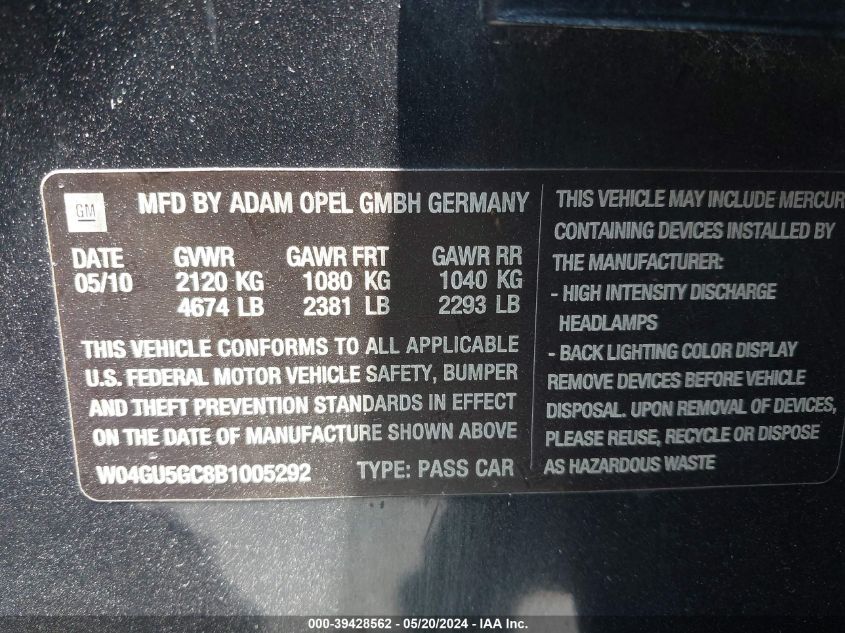 GM MFD BY ADAM OPEL GMBH GERMANY
DATE GVWR GAWR FRT GAWR RR
05/10 2120 KG 1080 KG 1040 KG
4674 LB 2381 LB 2293 LB
THIS VEHICLE CONFORMS TO ALL APPLICABLE
U.S. FEDERAL MOTOR VEHICLE SAFETY, BUMPER
AND THEFT PREVENTION STANDARDS IN EFFECT
ON THE DATE OF MANUFACTURE SHOWN ABOVE
W04GU5GC8B1005292 TYPE: PASS CAR
THIS VEHICLE MAY INCLUDE MERCUR
CONTAINING DEVICES INSTALLED BY
THE MANUFACTURER:
- HIGH INTENSITY DISCHARGE
HEADLAMPS
- BACK LIGHTING COLOR DISPLAY
REMOVE DEVICES BEFORE VEHICLE
DISPOSAL. UPON REMOVAL OF DEVICES,
PLEASE REUSE, RECYCLE OR DISPOSE
AS HAZARDOUS WASTE
000-39428562 - 05/20/2024 - IAA Inc.